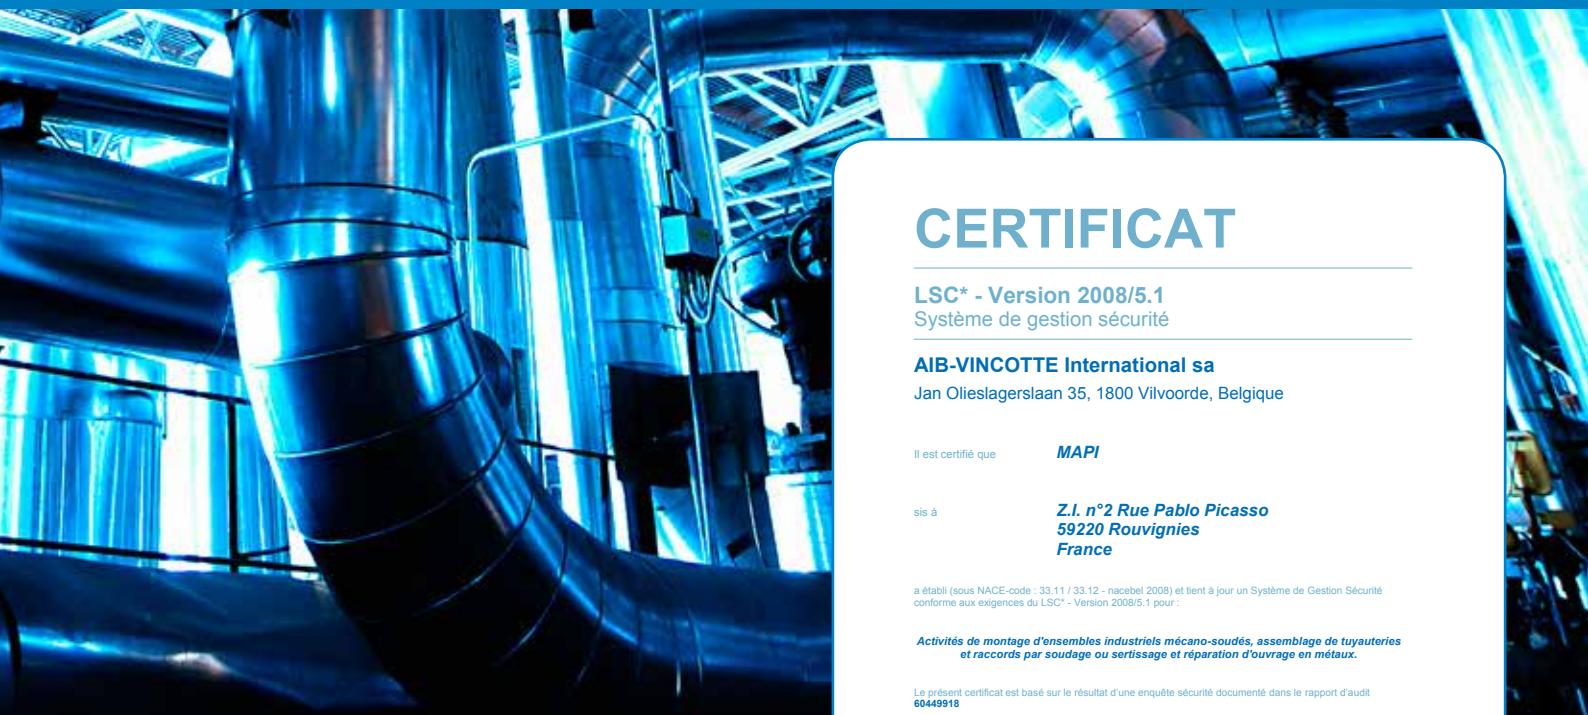 CERTIFICAT
LSC* - Version 2008/5.1
Système de gestion sécurité
AIB-VINCOTTE International sa
Jan Olieslagerslaan 35, 1800 Vilvoorde, Belgique
Il est certifié que MAPI
sis à Z.I. n°2 Rue Pablo Picasso
59220 Rouvignies
France
a établi (sous NACE-code : 33.11 / 33.12 - nacebel 2008) et tient à jour un Système de Gestion Sécurité
conforme aux exigences du LSC* - Version 2008/5.1 pour :
Activités de montage d'ensembles industriels mécano-soudés, assemblage de tuyauteries
et raccords par soudage ou sertissage et réparation d'ouvrage en métaux.
Le présent certificat est basé sur le résultat d'une enquête sécurité documenté dans le rapport d'audit
60449918